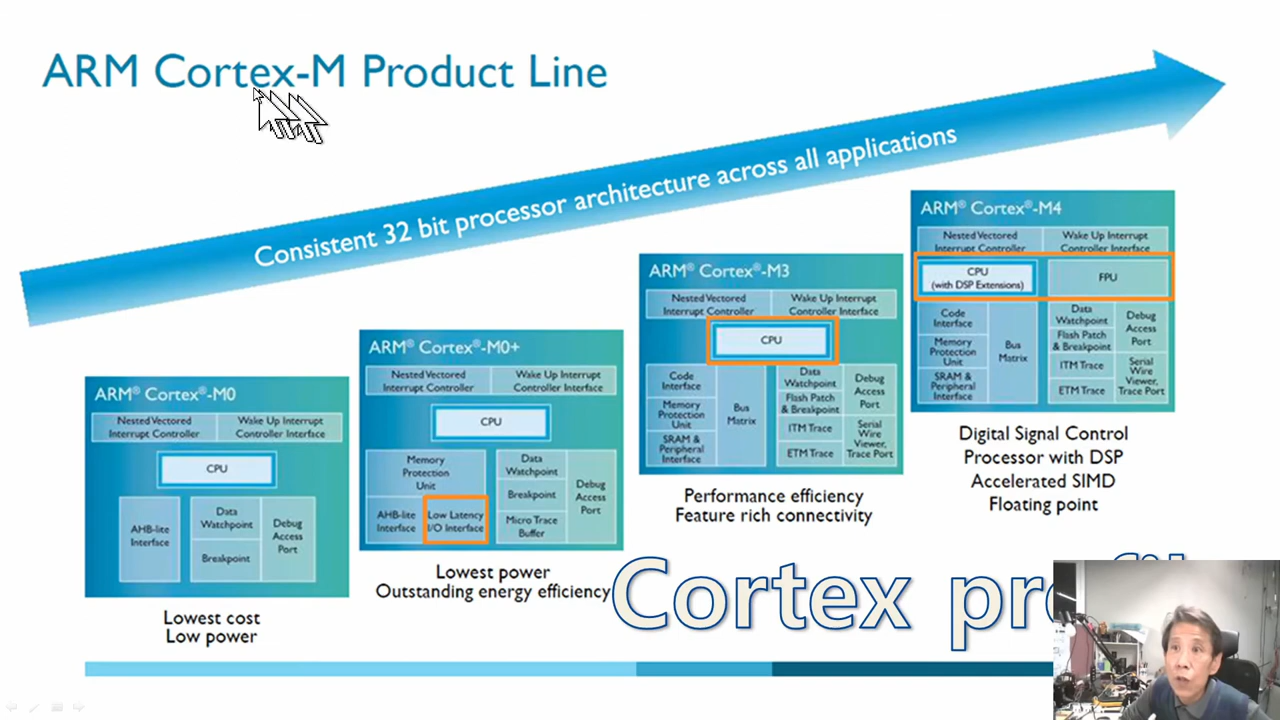 ARM Cortex-M Product Line
Consistent 32 bit processor architecture across all applications
ARM® Cortex®-M0
Nested Vectored
Interrupt Controller
Wake Up Interrupt
Controller Interface
CPU
AHB-lite
Interface
Data
Watchpoint
Breakpoint
Debug
Access
Port
Lowest cost
Low power
ARM® Cortex®-M0+
Nested Vectored
Interrupt Controller
Wake Up Interrupt
Controller Interface
CPU
Memory
Protection
Unit
AHB-lite
Interface
Low Latency
I/O Interface
Data
Watchpoint
Breakpoint
Micro Trace
Buffer
Debug
Access
Port
Lowest power
Outstanding energy efficiency
ARM® Cortex®-M3
Nested Vectored
Interrupt Controller
Wake Up Interrupt
Controller Interface
CPU
Code
Interface
Memory
Protection
Unit
SRAM &
Peripheral
Interface
Bus
Matrix
Data
Watchpoint
Flash Patch
& Breakpoint
ITM Trace
ETM Trace
Debug
Access
Port
Serial
Wire
Viewer,
Trace Port
Performance efficiency
Feature rich connectivity
ARM® Cortex®-M4
Nested Vectored
Interrupt Controller
Wake Up Interrupt
Controller Interface
CPU
(with DSP Extensions)
FPU
Code
Interface
Memory
Protection
Unit
SRAM &
Peripheral
Interface
Bus
Matrix
Data
Watchpoint
Flash Patch
& Breakpoint
ITM Trace
ETM Trace
Debug
Access
Port
Serial
Wire
Viewer,
Trace Port
Digital Signal Control
Processor with DSP
Accelerated SIMD
Floating point
Cortex